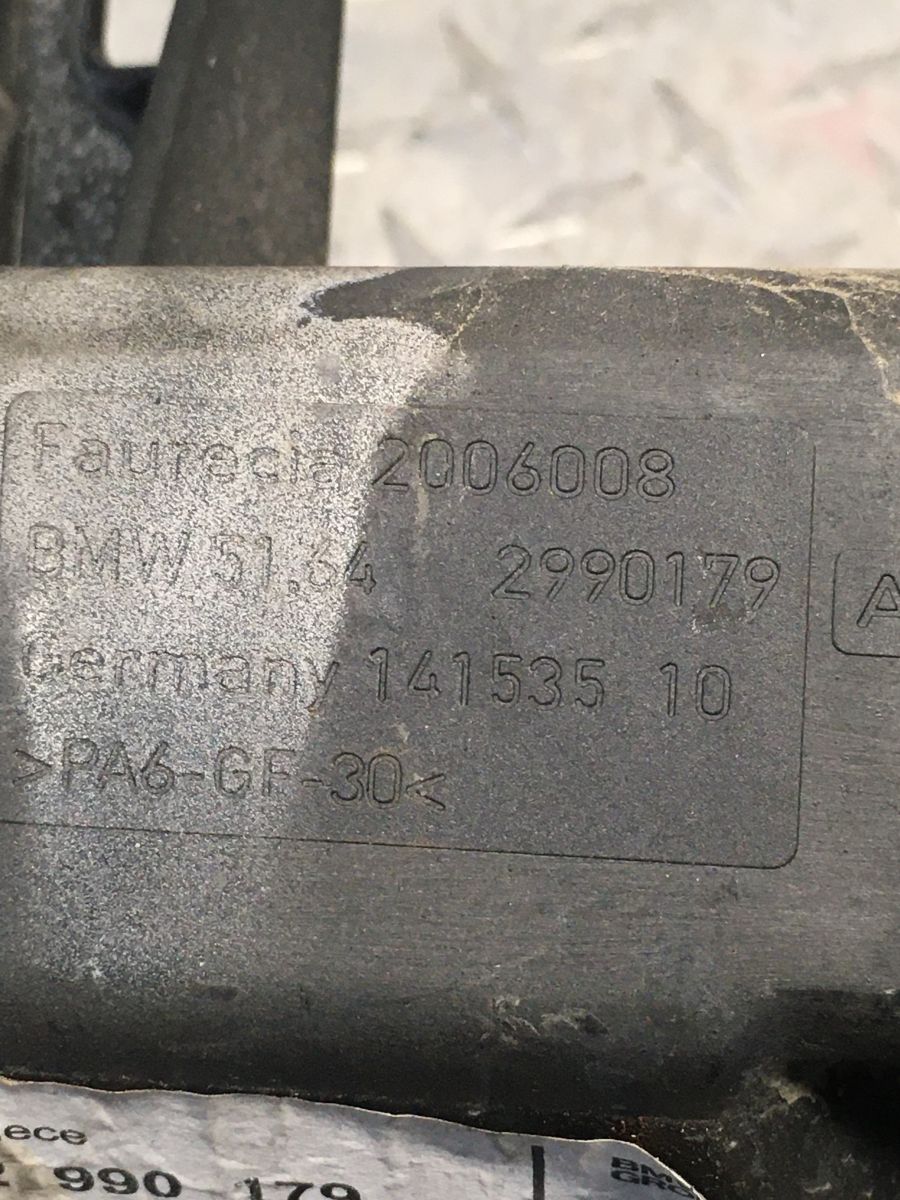 Faurecia 2006008
BMW 51.64 2990179
A
Germany 141535 10
>PA6-GF-30<
ece
2 990 179